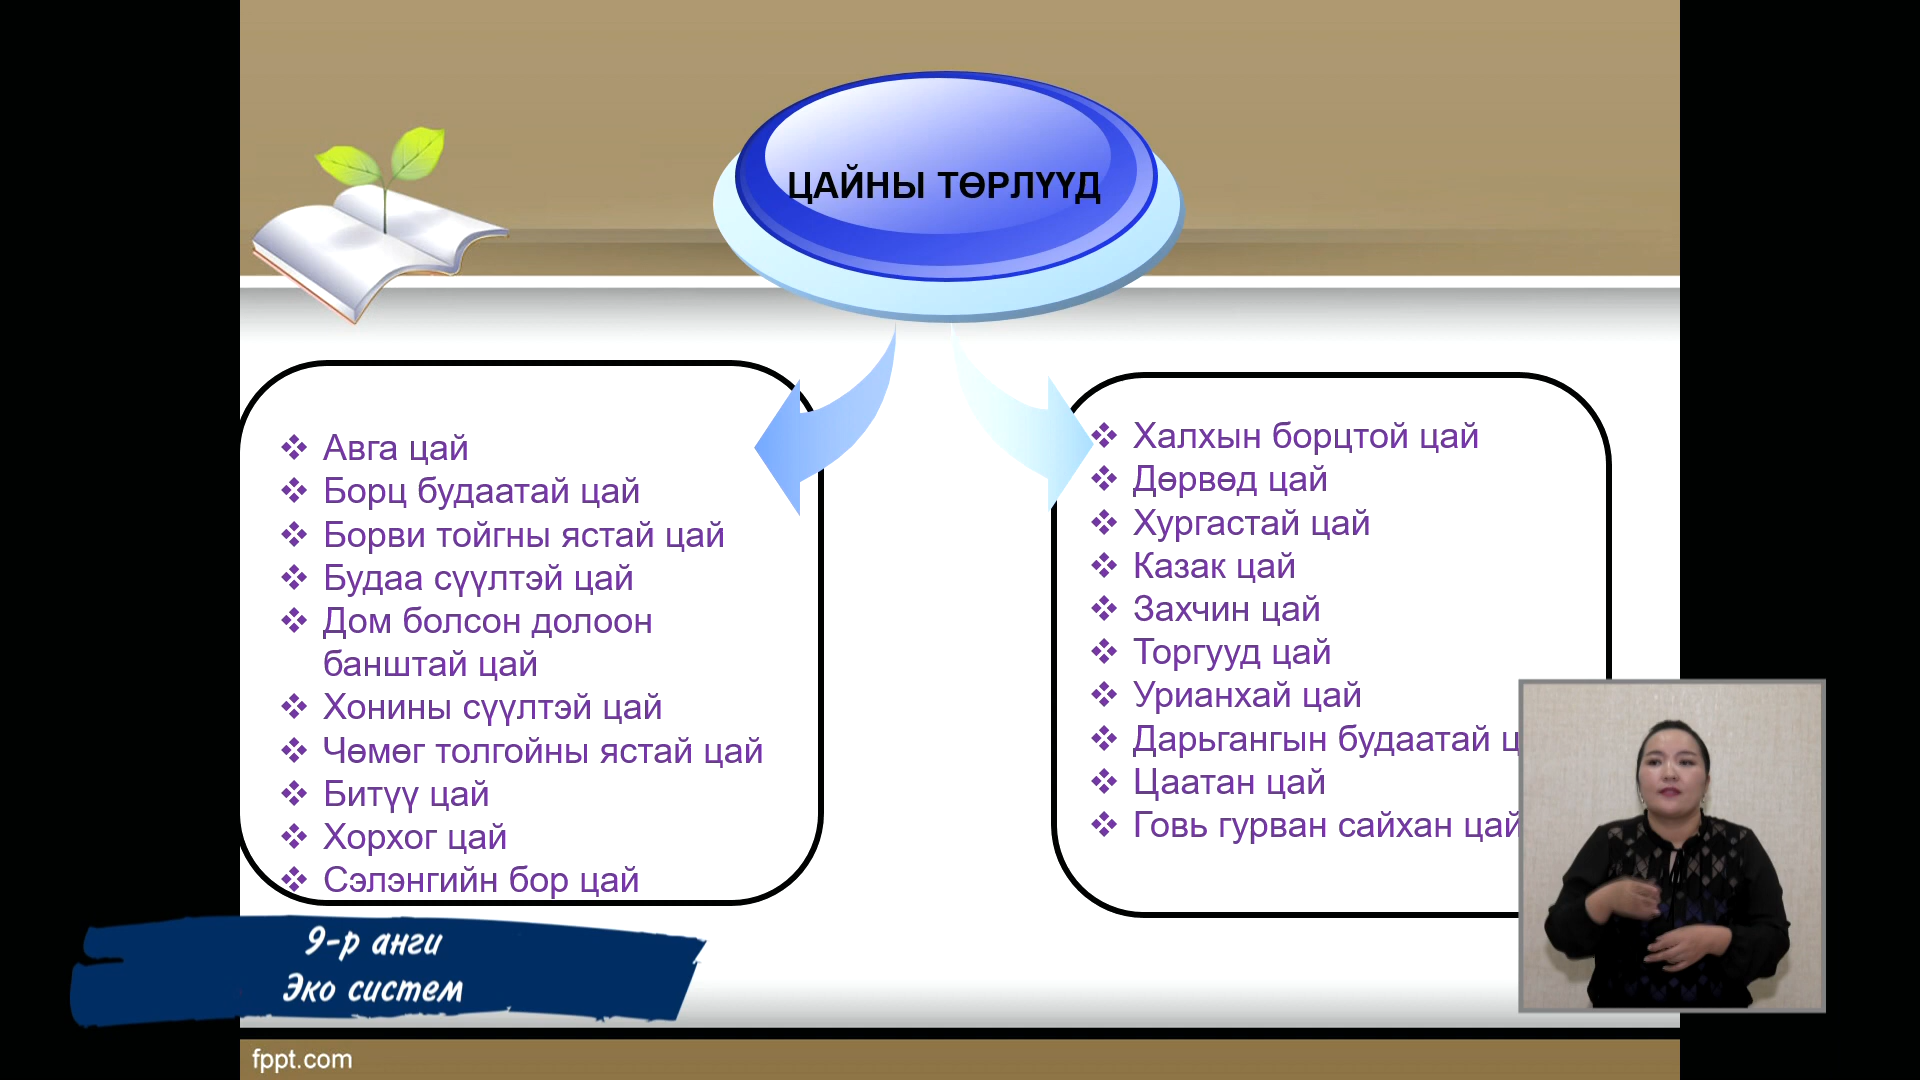 ЦАЙНЫ ТӨРЛҮҮД
Авга цай
Борц будаатай цай
Борви тойгны ястай цай
Будаа сүүлтэй цай
Дом болсон долоон
банштай цай
Хонины сүүлтэй цай
Чөмөг толгойны ястай цай
Битүү цай
Хорхог цай
Сэлэнгийн бор цай
Халхын борцтой цай
Дөрвөд цай
Хургастай цай
Казак цай
Захчин цай
Торгууд цай
Урианхай цай
Дарьгангын будаатай
Цаатан цай
Говь гурван сайхан цай
9-р анги
Эко систем
fppt.com